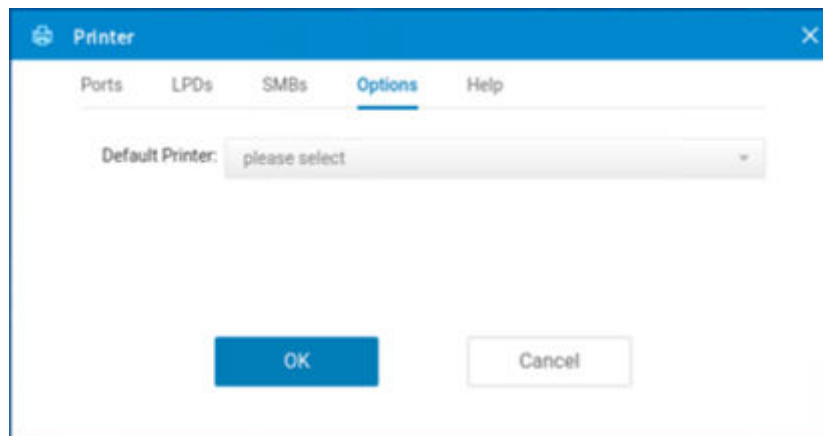 Printer
Ports LPDs SMBs Options Help
Default Printer: please select
OK Cancel